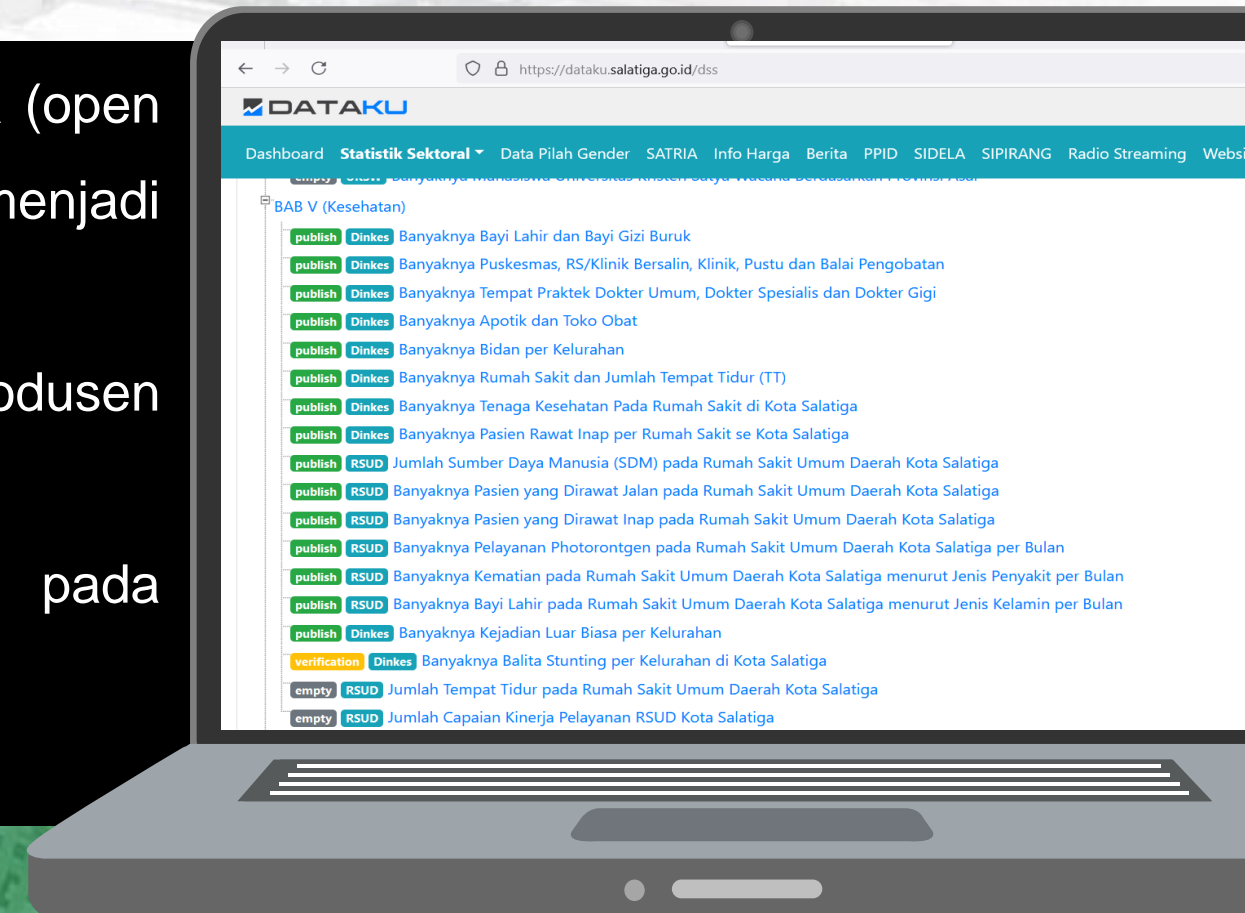 (open
menjadi
odusen
pada
https://dataku.salatiga.go.id/dss
DATAKU
Dashboard Statistik Sektoral Data Pilah Gender SATRIA Info Harga Berita PPID SIDELA SIPIRANG Radio Streaming Websi
empty UKSW Banyaknya Mahasiswa Universitas Kristen Satya Wacana Berdasarkan Provinsi Asal
BAB V (Kesehatan)
publish Dinkes Banyaknya Bayi Lahir dan Bayi Gizi Buruk
publish Dinkes Banyaknya Puskesmas, RS/Klinik Bersalin, Klinik, Pustu dan Balai Pengobatan
publish Dinkes Banyaknya Tempat Praktek Dokter Umum, Dokter Spesialis dan Dokter Gigi
publish Dinkes Banyaknya Apotik dan Toko Obat
publish Dinkes Banyaknya Bidan per Kelurahan
publish Dinkes Banyaknya Rumah Sakit dan Jumlah Tempat Tidur (TT)
publish Dinkes Banyaknya Tenaga Kesehatan Pada Rumah Sakit di Kota Salatiga
publish Dinkes Banyaknya Pasien Rawat Inap per Rumah Sakit se Kota Salatiga
publish RSUD Jumlah Sumber Daya Manusia (SDM) pada Rumah Sakit Umum Daerah Kota Salatiga
publish RSUD Banyaknya Pasien yang Dirawat Jalan pada Rumah Sakit Umum Daerah Kota Salatiga
publish RSUD Banyaknya Pasien yang Dirawat Inap pada Rumah Sakit Umum Daerah Kota Salatiga
publish RSUD Banyaknya Pelayanan Photorontgen pada Rumah Sakit Umum Daerah Kota Salatiga per Bulan
publish RSUD Banyaknya Kematian pada Rumah Sakit Umum Daerah Kota Salatiga menurut Jenis Penyakit per Bulan
publish RSUD Banyaknya Bayi Lahir pada Rumah Sakit Umum Daerah Kota Salatiga menurut Jenis Kelamin per Bulan
publish Dinkes Banyaknya Kejadian Luar Biasa per Kelurahan
verification Dinkes Banyaknya Balita Stunting per Kelurahan di Kota Salatiga
empty RSUD Jumlah Tempat Tidur pada Rumah Sakit Umum Daerah Kota Salatiga
empty RSUD Jumlah Capaian Kinerja Pelayanan RSUD Kota Salatiga